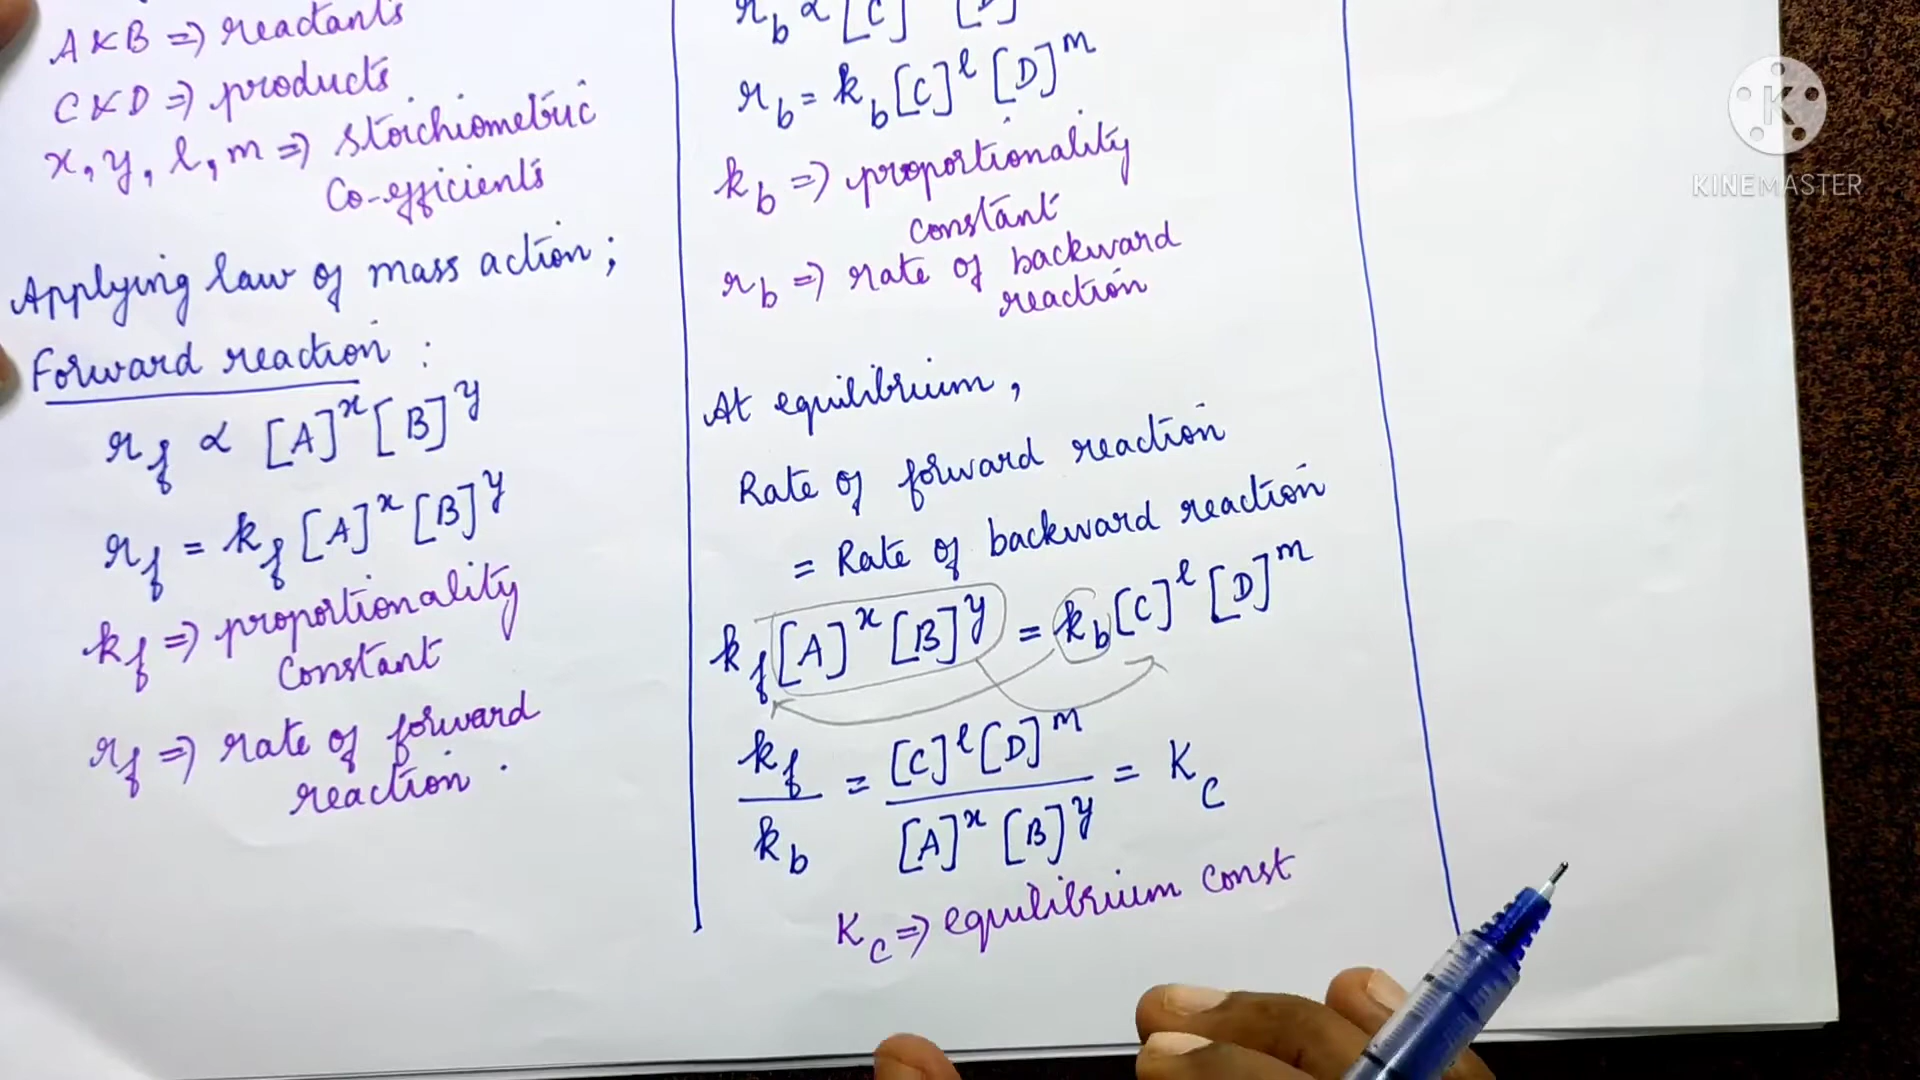 A & B => reactants
C & D => products
x, y, l, m => stoichiometric
Co-efficients
Applying law of mass action ;
Forward reaction :
r_f ∝ [A]^x [B]^y
r_f = k_f [A]^x [B]^y
k_f => proportionality
constant
r_f => rate of forward
reaction .
r_b ∝ [C] [D]
r_b = k_b [C]^l [D]^m
k_b => proportionality
constant
r_b => rate of backward
reaction
At equilibrium ,
Rate of forward reaction
= Rate of backward reaction
k_f [A]^x [B]^y = k_b [C]^l [D]^m
k_f / k_b = [C]^l [D]^m / [A]^x [B]^y = K_c
K_c => equilibrium const
K
KINEMASTER